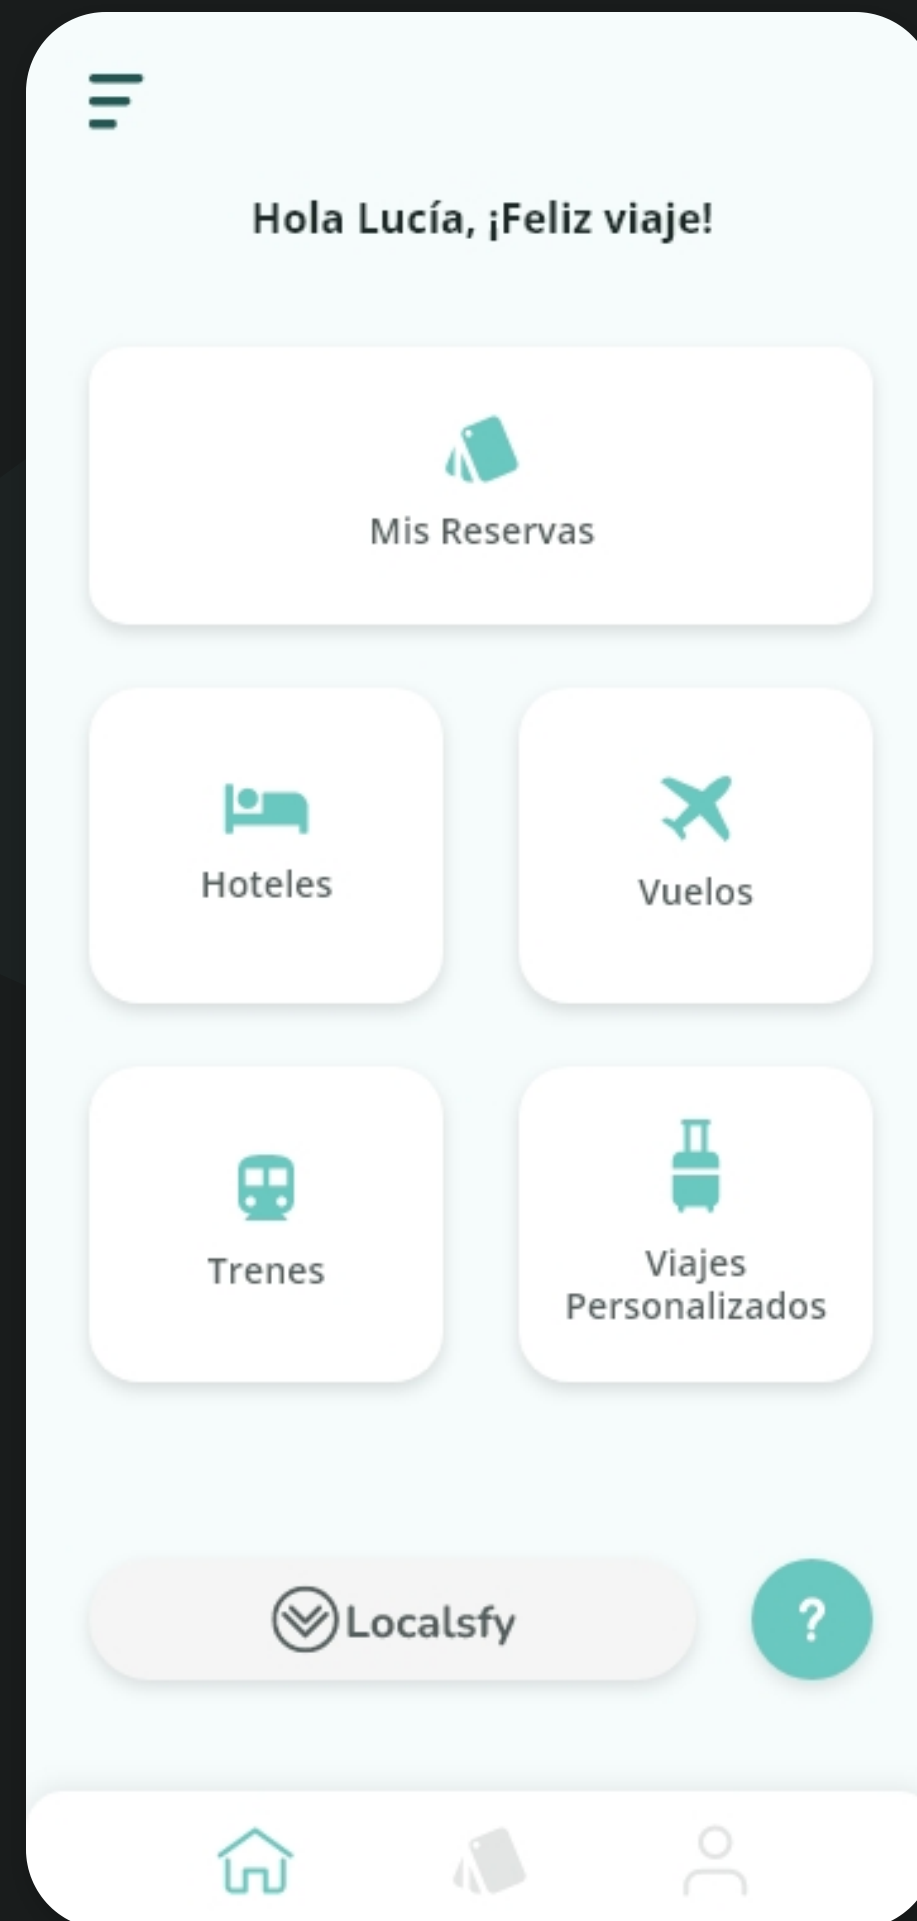 Hola Lucía, ¡Feliz viaje!
Mis Reservas
Hoteles
Vuelos
Trenes
Viajes
Personalizados
Localsfy
?